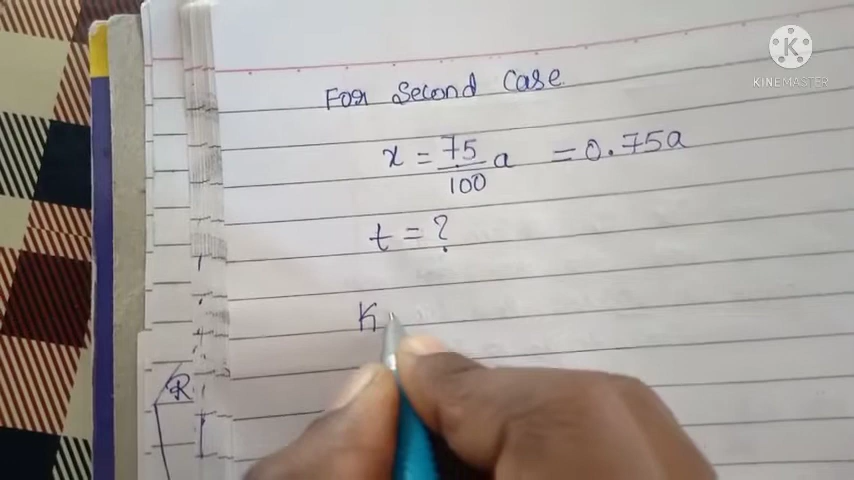 K
KINEMASTER
For Second Case
x = 75/100 a = 0.75a
t = ?
K
R